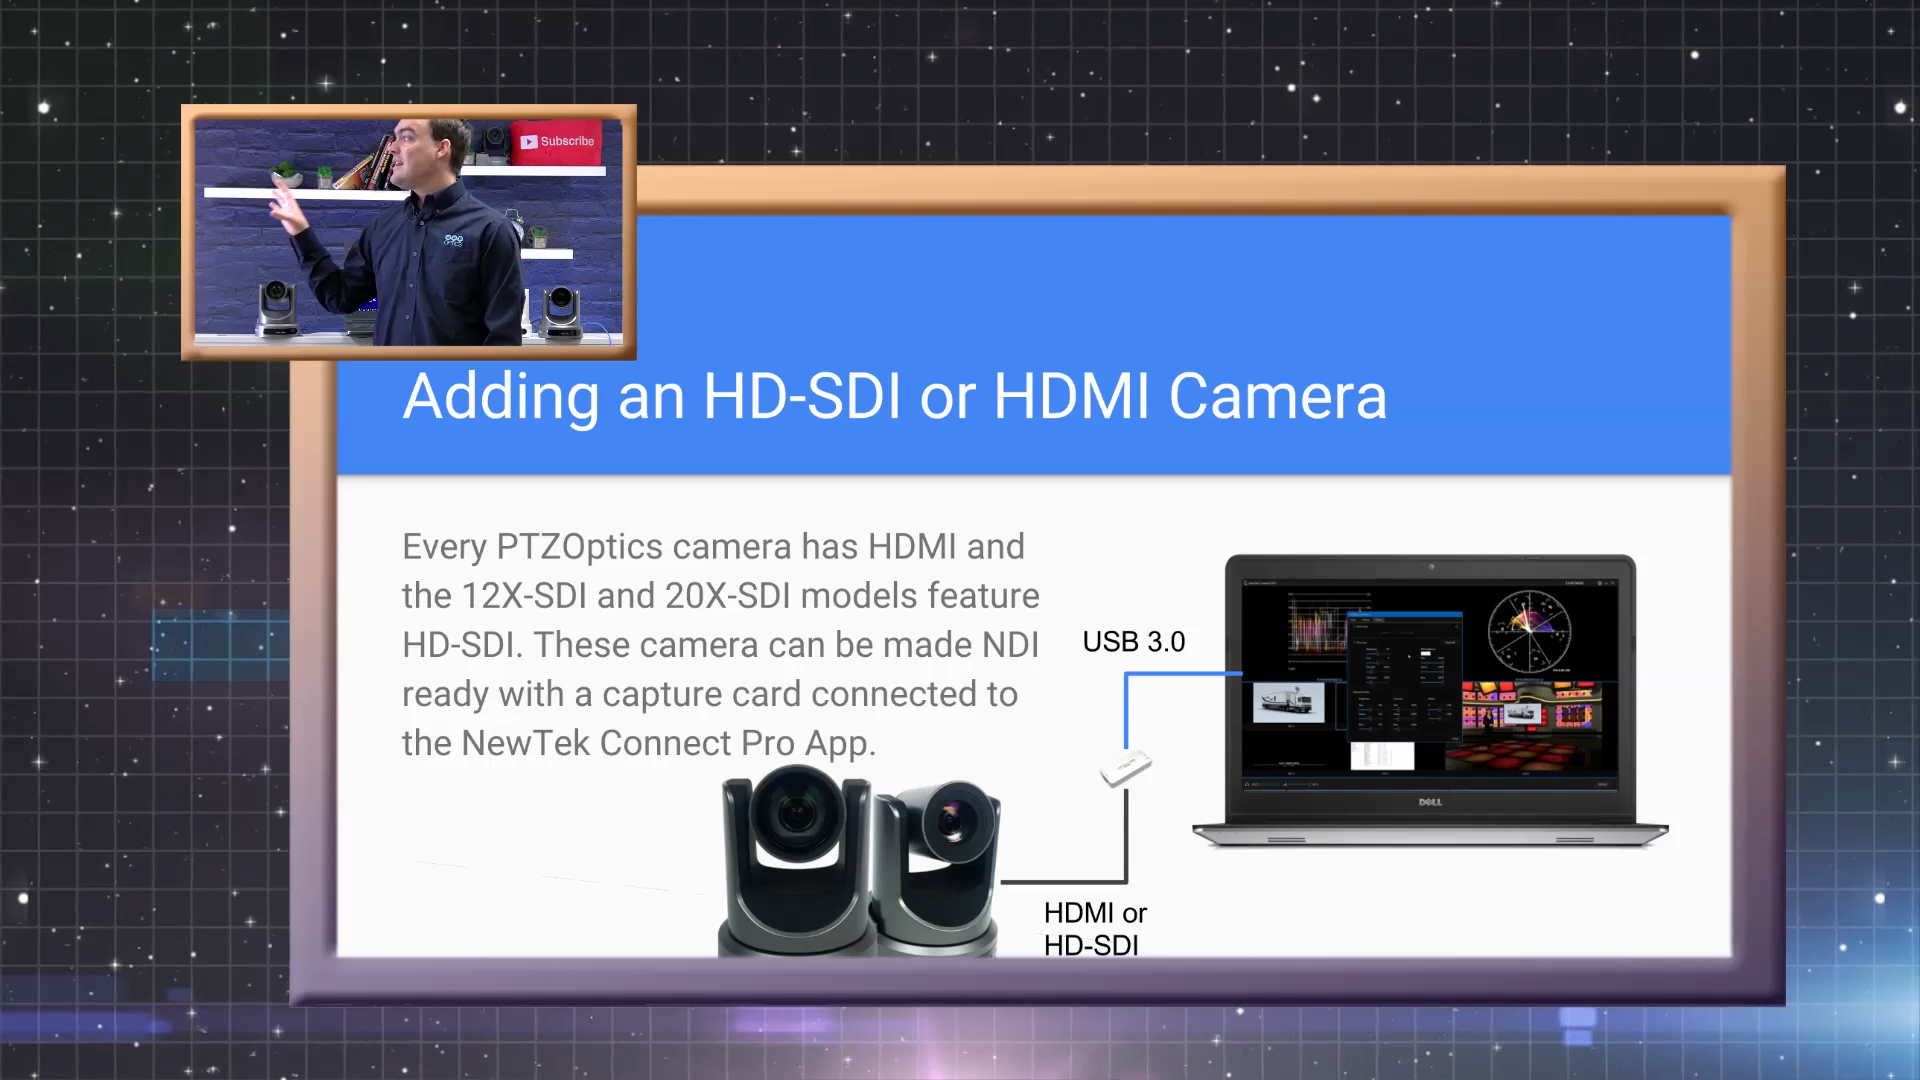 Subscribe
Adding an HD-SDI or HDMI Camera
Every PTZOptics camera has HDMI and
the 12X-SDI and 20X-SDI models feature
HD-SDI. These camera can be made NDI
ready with a capture card connected to
the NewTek Connect Pro App.
USB 3.0
HDMI or
HD-SDI
DELL